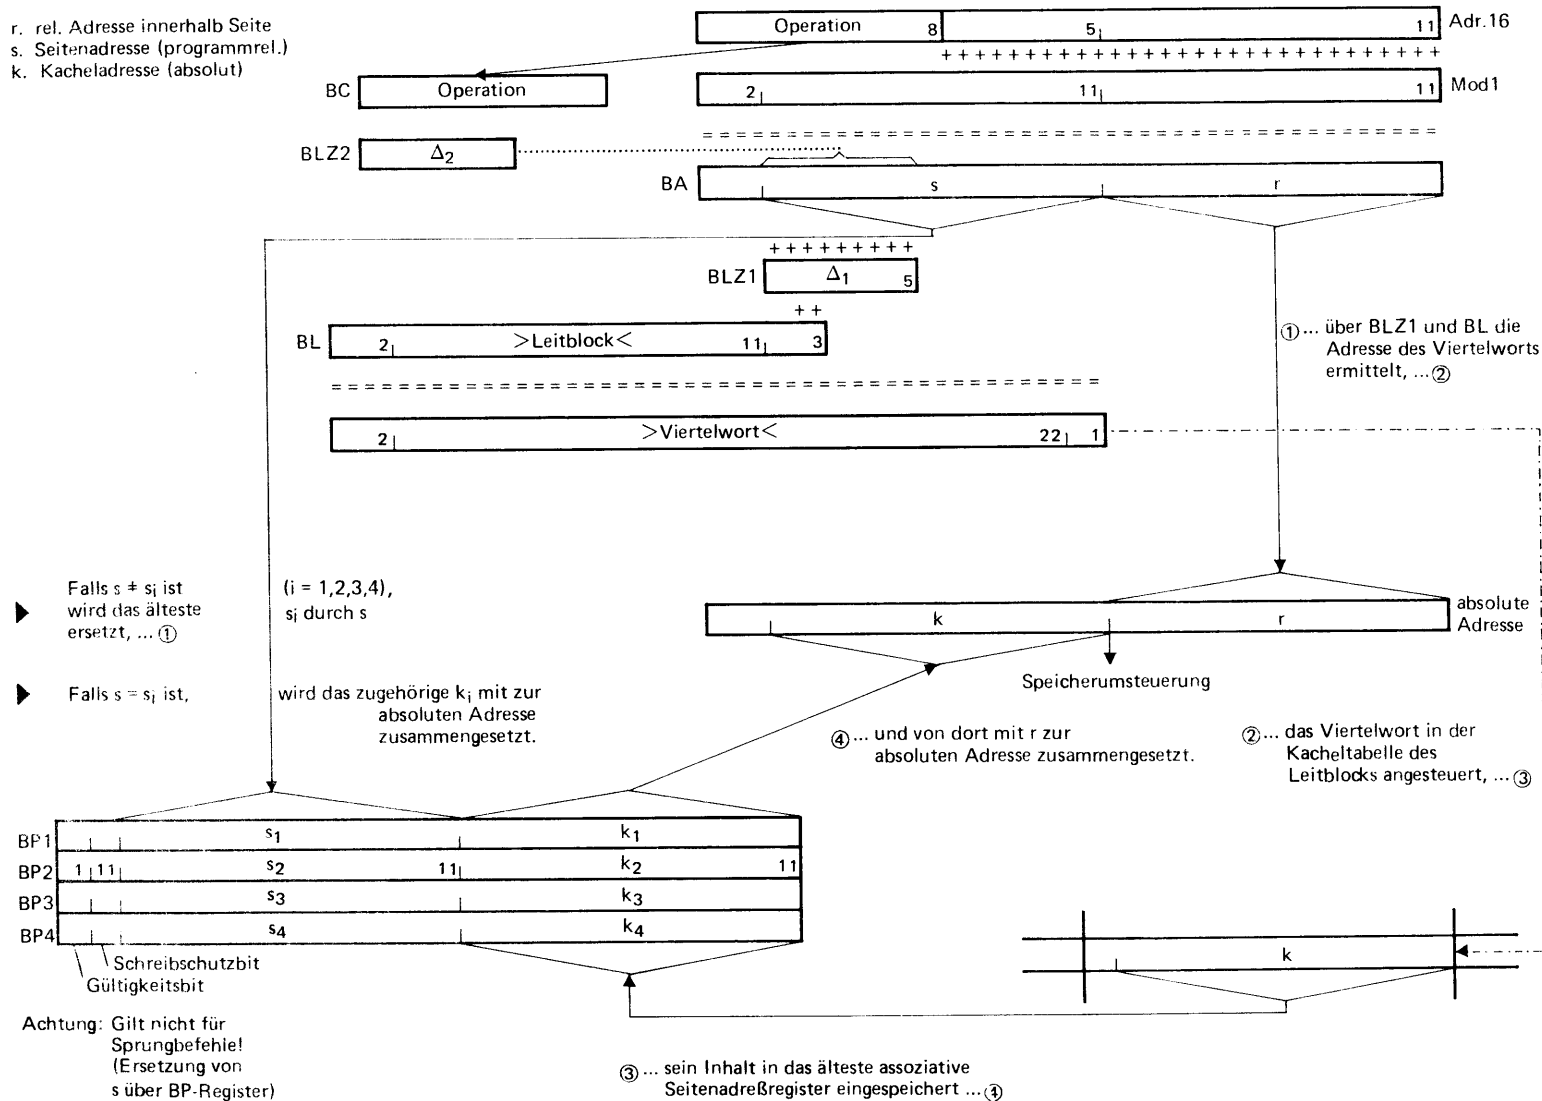 r. rel. Adresse innerhalb Seite
s. Seitenadresse (programmrel.)
k. Kacheladresse (absolut)
Operation 8 5 11 Adr.16
+++++++++++++++++++++++++++
BC Operation
2 11 11 Mod1
BLZ2 Δ2
BA s r
+++++++++
BLZ1 Δ1 5
++
BL 2 >Leitblock< 11 3
① ... über BLZ1 und BL die
Adresse des Viertelworts
ermittelt, ... ②
2 >Viertelwort< 22 1
Falls s ≠ si ist (i = 1,2,3,4),
wird das älteste si durch s
ersetzt, ... ①
k r absolute
Adresse
Speicherumsteuerung
Falls s = si ist, wird das zugehörige ki mit zur
absoluten Adresse
zusammengesetzt.
④ ... und von dort mit r zur
absoluten Adresse zusammengesetzt.
② ... das Viertelwort in der
Kacheltabelle des
Leitblocks angesteuert, ... ③
BP1 s1 k1
BP2 1 11 s2 11 k2 11
BP3 s3 k3
BP4 s4 k4
Schreibschutzbit
Gültigkeitsbit
k
Achtung: Gilt nicht für
Sprungbefehle!
(Ersetzung von
s über BP-Register)
③ ... sein Inhalt in das älteste assoziative
Seitenadreßregister eingespeichert ... ④